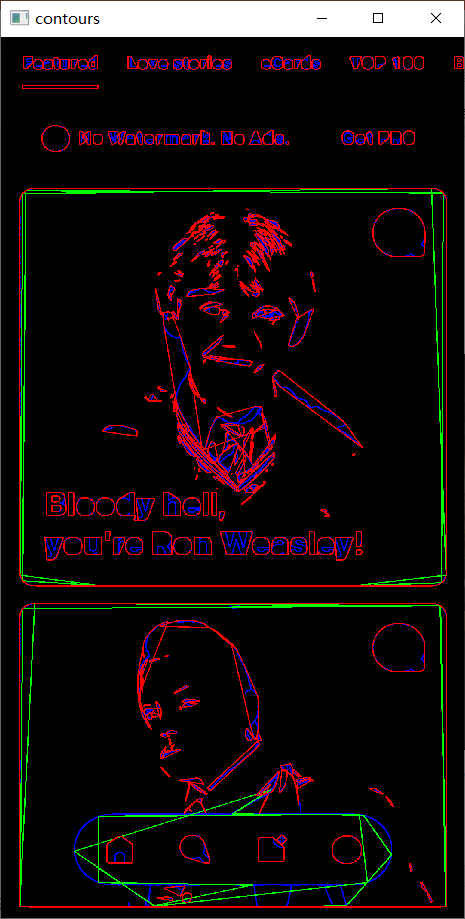 contours
Featured Love stories eCards TOP 100
No Watermark. No Ads. Get PRO
Bloody hell,
you're Ron Weasley!